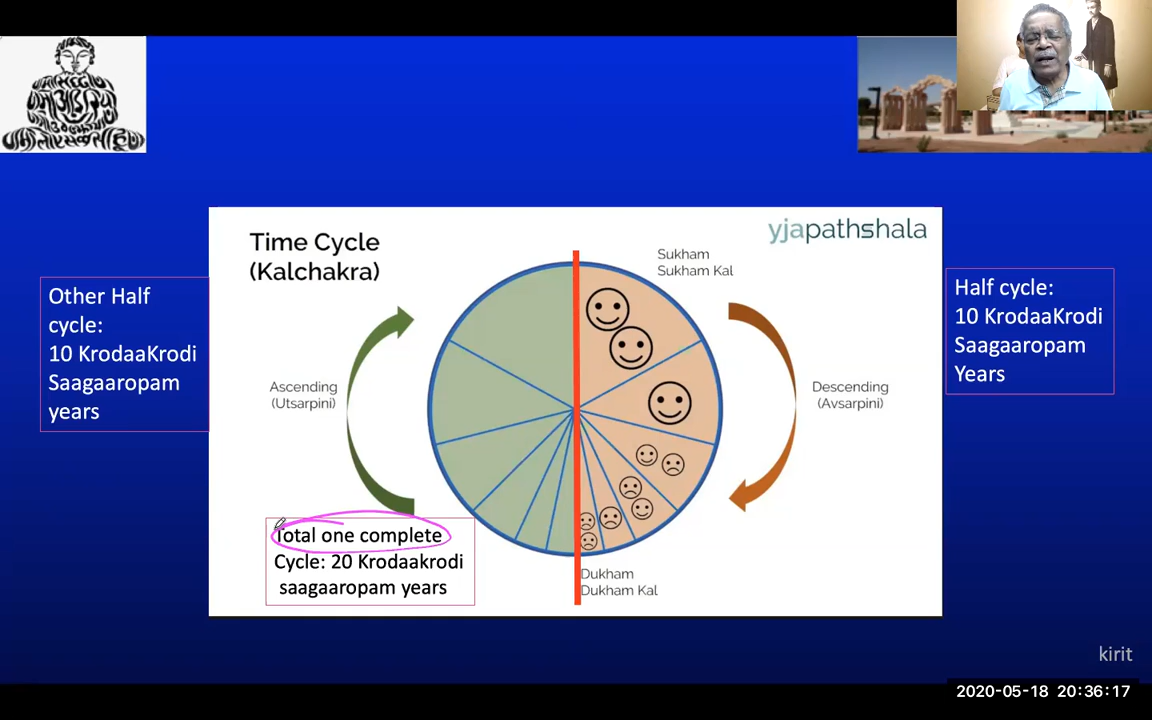 Time Cycle
(Kalchakra)
yjapathshala
Sukham
Sukham Kal
Other Half
cycle:
10 KrodaaKrodi
Saagaaropam
years
Half cycle:
10 KrodaaKrodi
Saagaaropam
Years
Ascending
(Utsarpini)
Descending
(Avsarpini)
Total one complete
Cycle: 20 Krodaakrodi
saagaaropam years
Dukham
Dukham Kal
kirit
2020-05-18 20:36:17